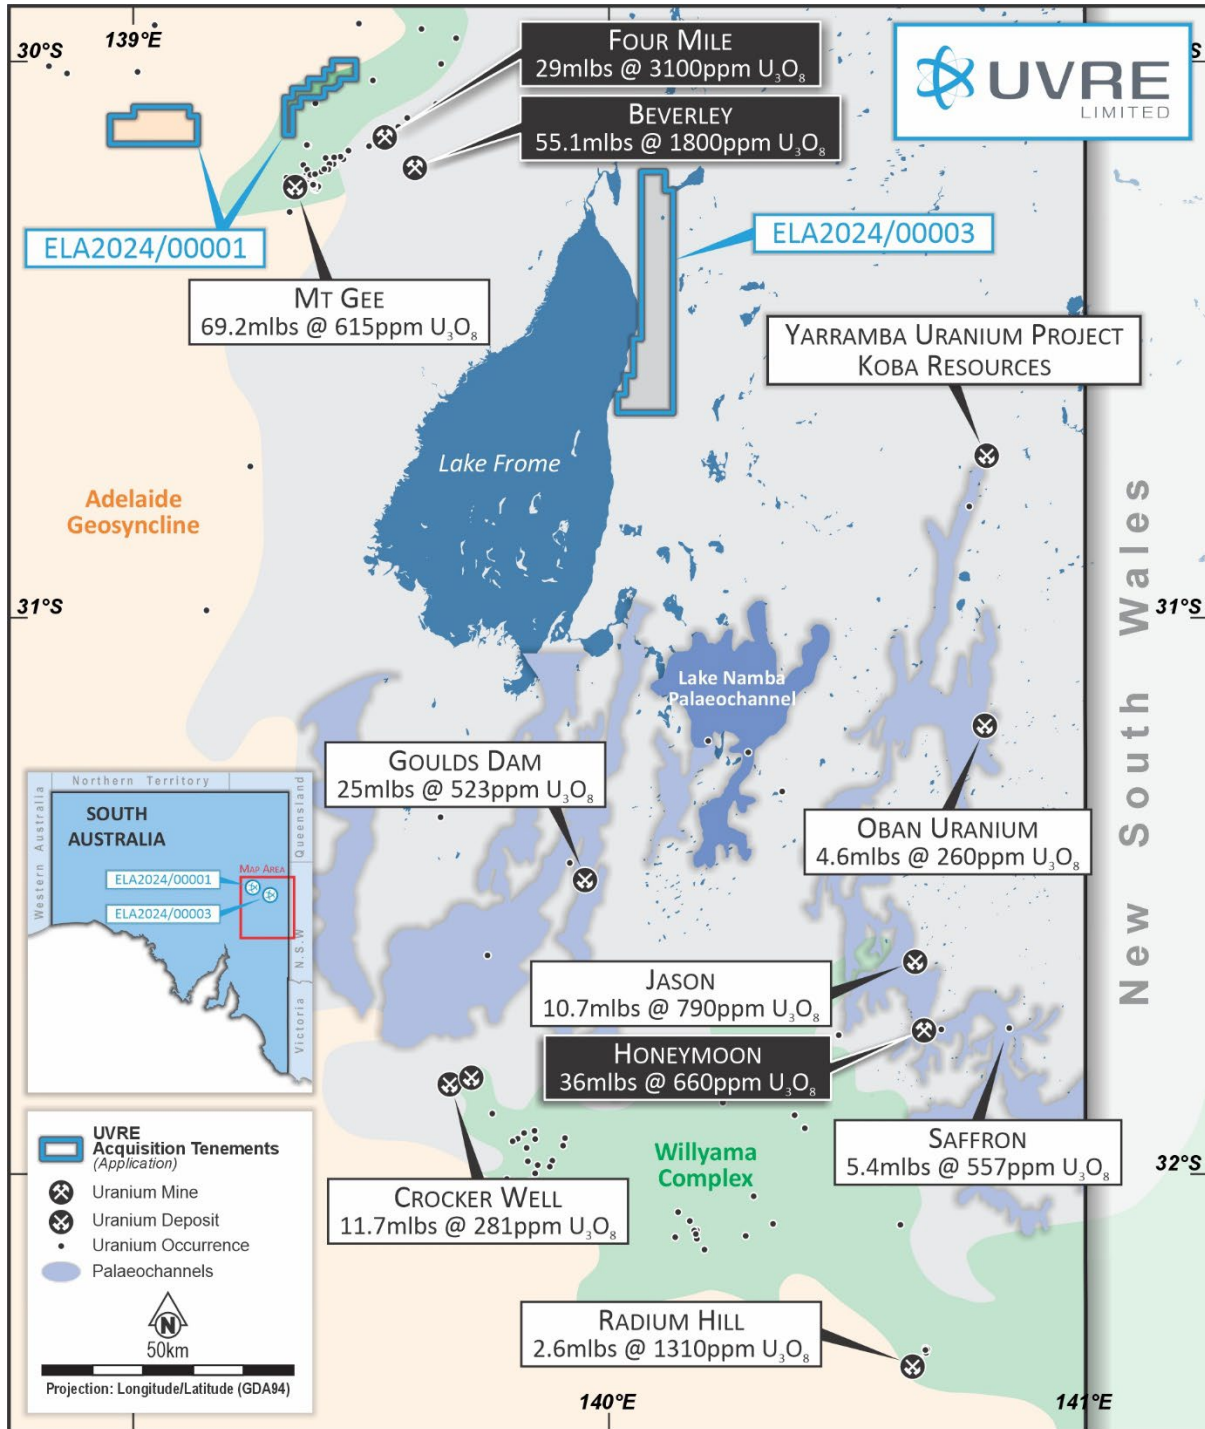 30°S
139°E
FOUR MILE
29mlbs @ 3100ppm U₃O₈
BEVERLEY
55.1mlbs @ 1800ppm U₃O₈
UVRE
LIMITED
S
ELA2024/00001
ELA2024/00003
MT GEE
69.2mlbs @ 615ppm U₃O₈
YARRAMBA URANIUM PROJECT
KOBA RESOURCES
Lake Frome
Adelaide
Geosyncline
New South Wales
31°S
31°S
Lake Namba
Palaeochannel
GOULDS DAM
25mlbs @ 523ppm U₃O₈
OBAN URANIUM
4.6mlbs @ 260ppm U₃O₈
Northern Territory
SOUTH
AUSTRALIA
Western Australia
Queensland
MAP AREA
ELA2024/00001
ELA2024/00003
N.S.W
Victoria
JASON
10.7mlbs @ 790ppm U₃O₈
HONEYMOON
36mlbs @ 660ppm U₃O₈
SAFFRON
5.4mlbs @ 557ppm U₃O₈
32°S
Willyama
Complex
CROCKER WELL
11.7mlbs @ 281ppm U₃O₈
RADIUM HILL
2.6mlbs @ 1310ppm U₃O₈
UVRE
Acquisition Tenements
(Application)
Uranium Mine
Uranium Deposit
Uranium Occurrence
Palaeochannels
N
50km
Projection: Longitude/Latitude (GDA94)
140°E
141°E